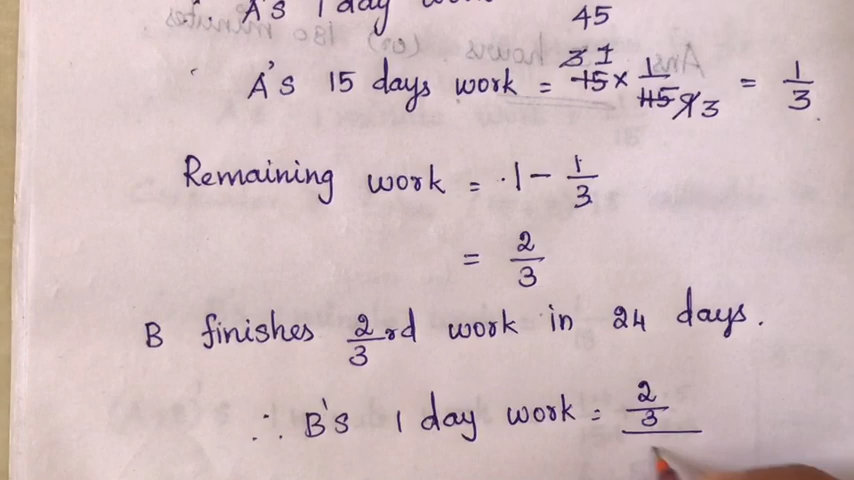 A's 1 day
45
∴ A's 15 days work = 15 × 1/45 = 1/3
3 1
9 3
Remaining work = 1 - 1/3
= 2/3
B finishes 2/3rd work in 24 days.
∴ B's 1 day work = 2/3